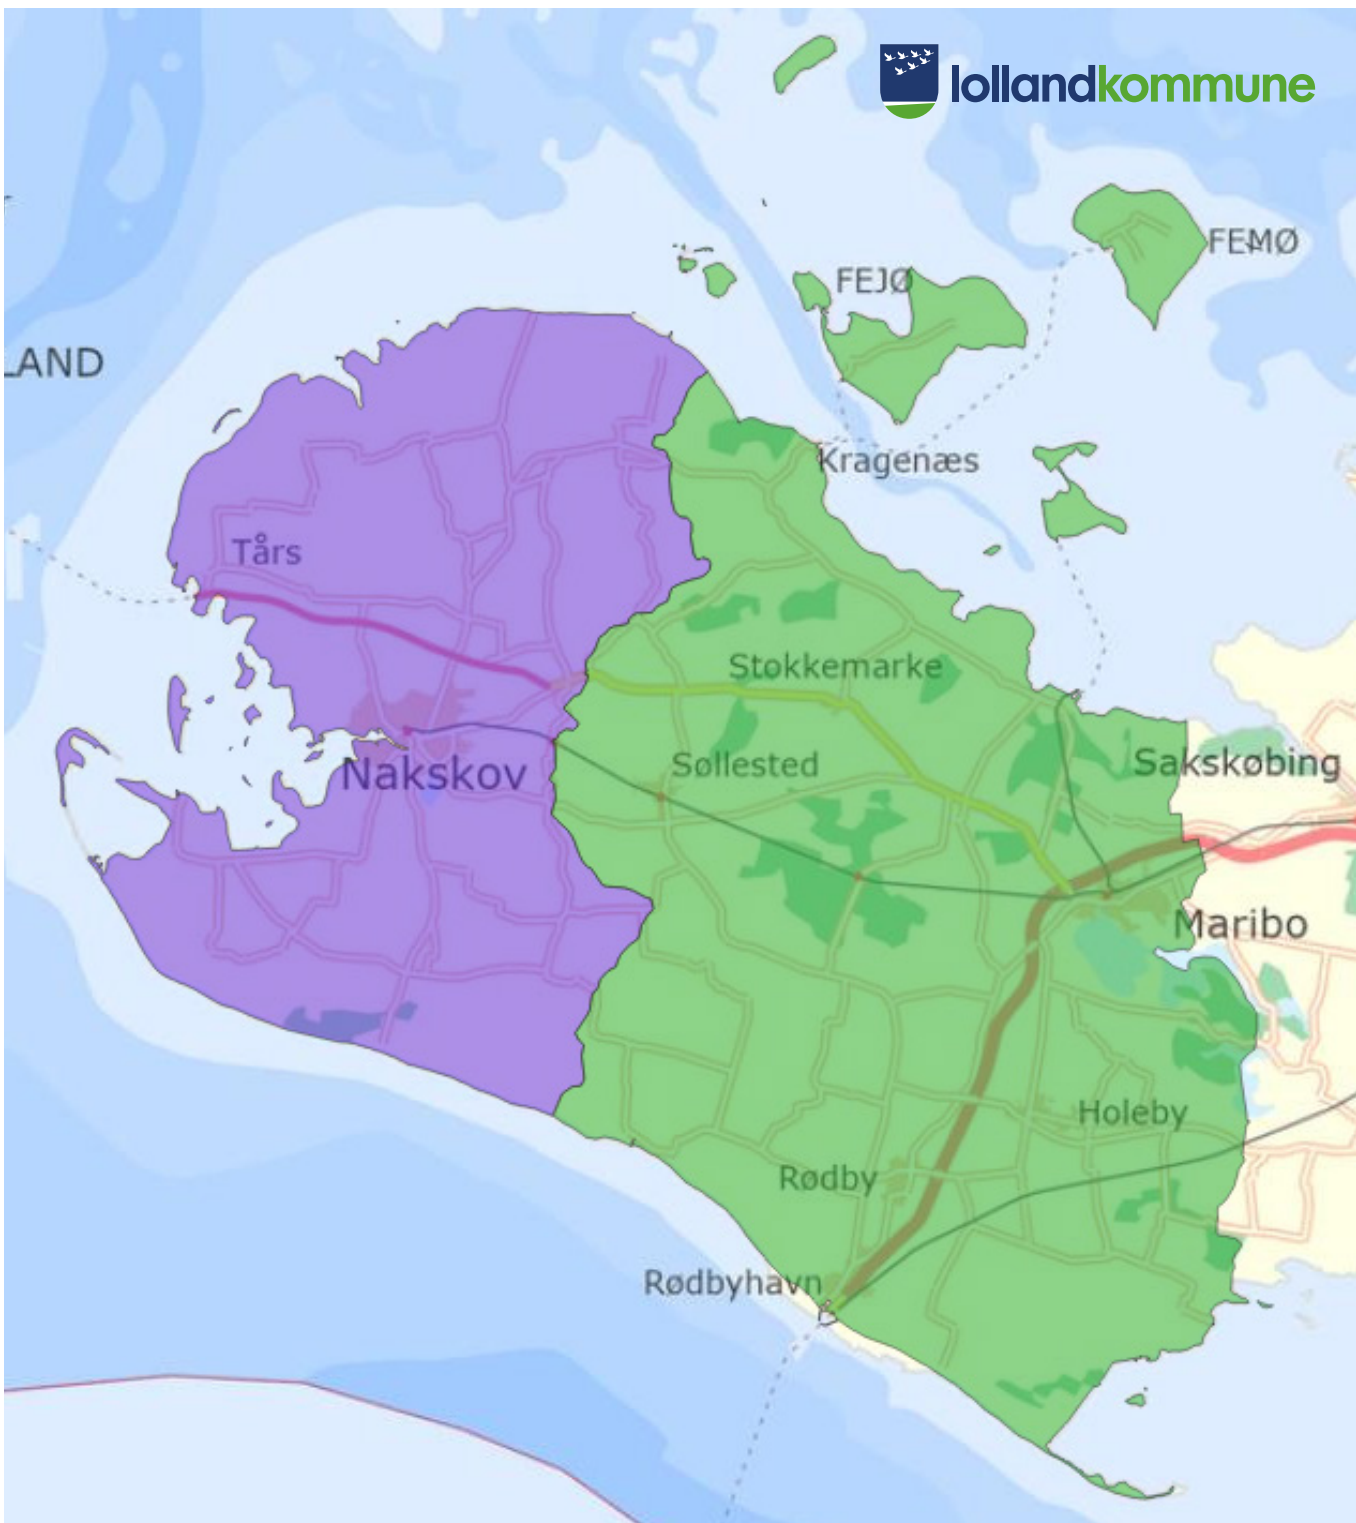 lollandkommune
FEMØ
FEJØ
LAND
Kragenæs
Tårs
Stokkemarke
Søllested
Sakskøbing
Nakskov
Maribo
Holeby
Rødby
Rødbyhavn